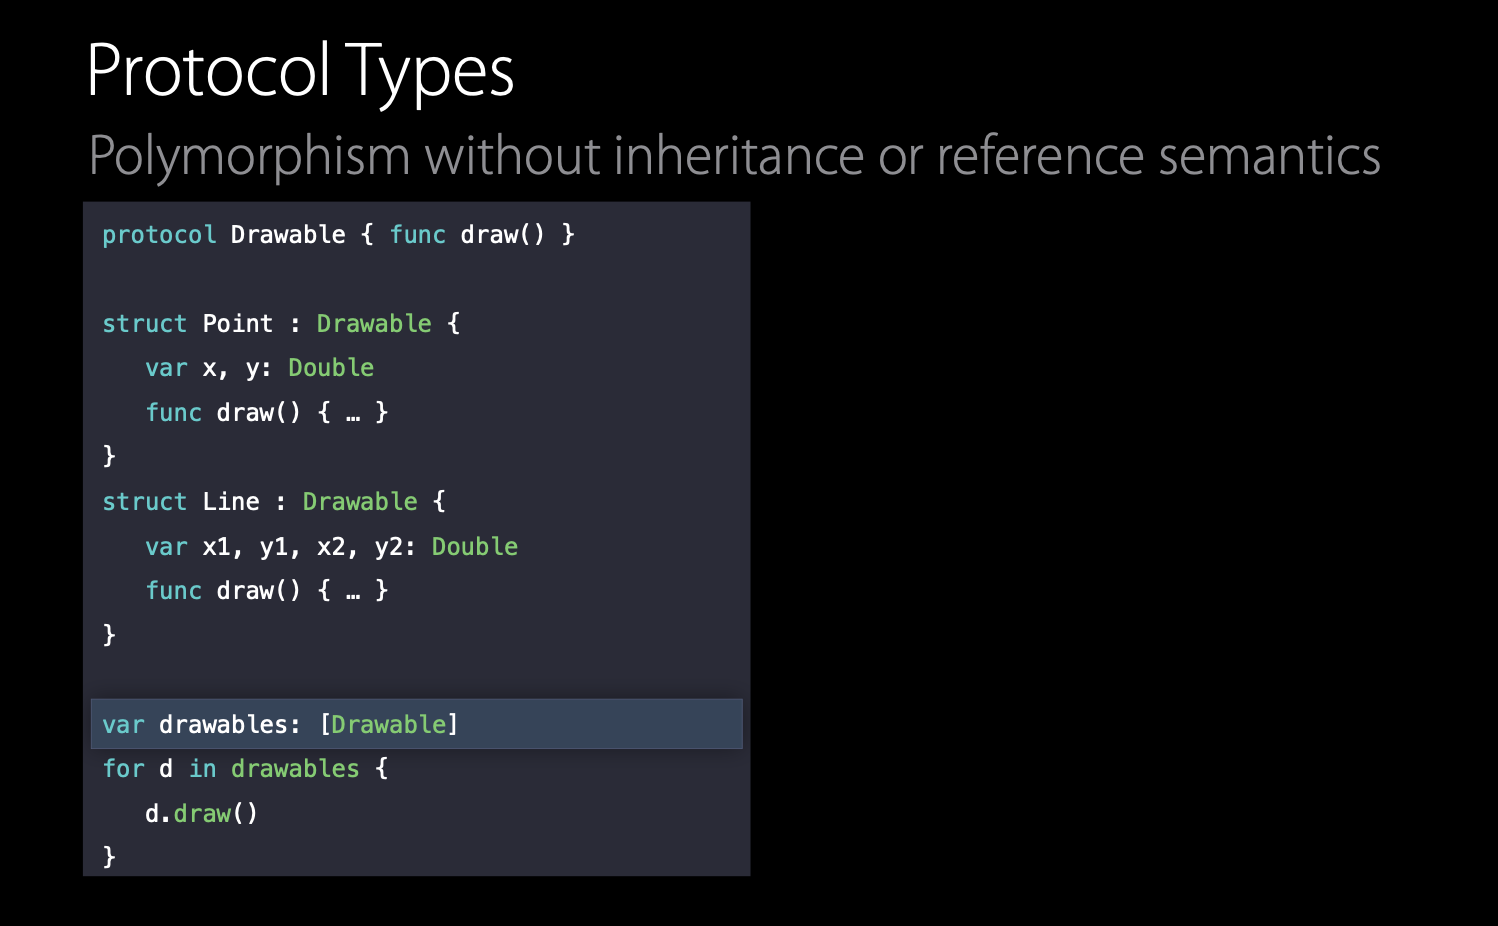 Protocol Types
Polymorphism without inheritance or reference semantics
protocol Drawable { func draw() }
struct Point : Drawable {
var x, y: Double
func draw() { … }
}
struct Line : Drawable {
var x1, y1, x2, y2: Double
func draw() { … }
}
var drawables: [Drawable]
for d in drawables {
d.draw()
}